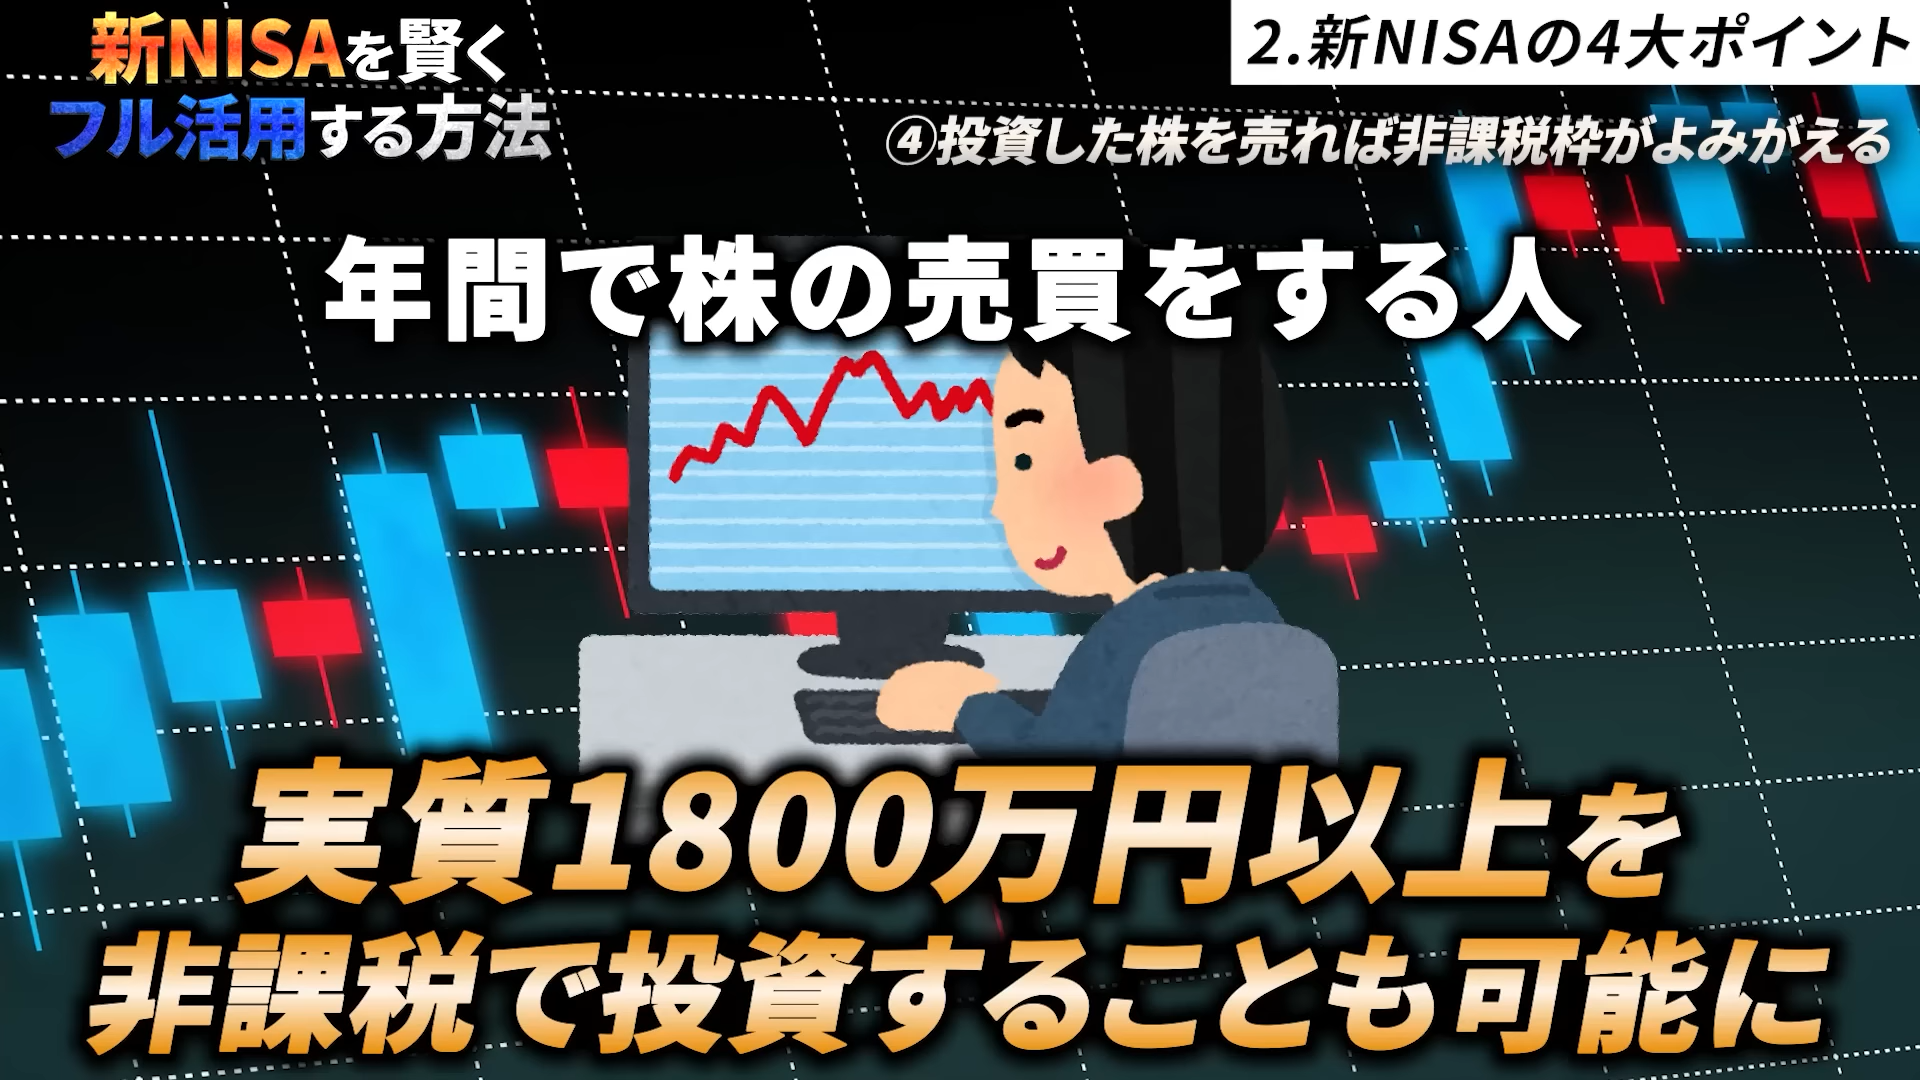 新NISAを賢く
フル活用する方法
2.新NISAの4大ポイント
④投資した株を売れば非課税枠がよみがえる
年間で株の売買をする人
実質1800万円以上を
非課税で投資することも可能に